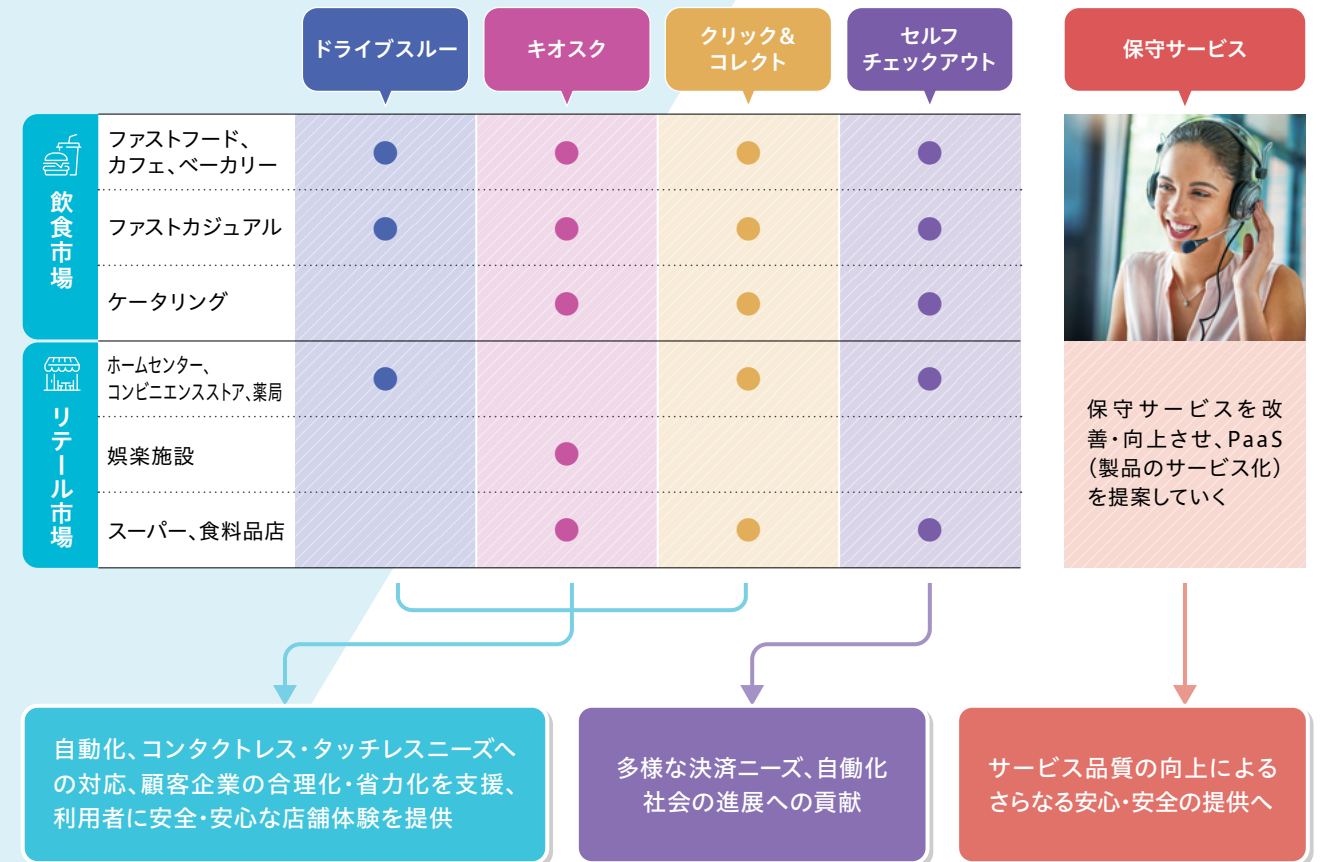 ドライブスルー
キオスク
クリック＆
コレクト
セルフ
チェックアウト
保守サービス
飲食市場
ファストフード、
カフェ、ベーカリー
ファストカジュアル
ケータリング
リテール市場
ホームセンター、
コンビニエンスストア、薬局
娯楽施設
スーパー、食料品店
保守サービスを改
善・向上させ、PaaS
（製品のサービス化）
を提案していく
自動化、コンタクトレス・タッチレスニーズへ
の対応、顧客企業の合理化・省力化を支援、
利用者に安全・安心な店舗体験を提供
多様な決済ニーズ、自働化
社会の進展への貢献
サービス品質の向上による
さらなる安心・安全の提供へ